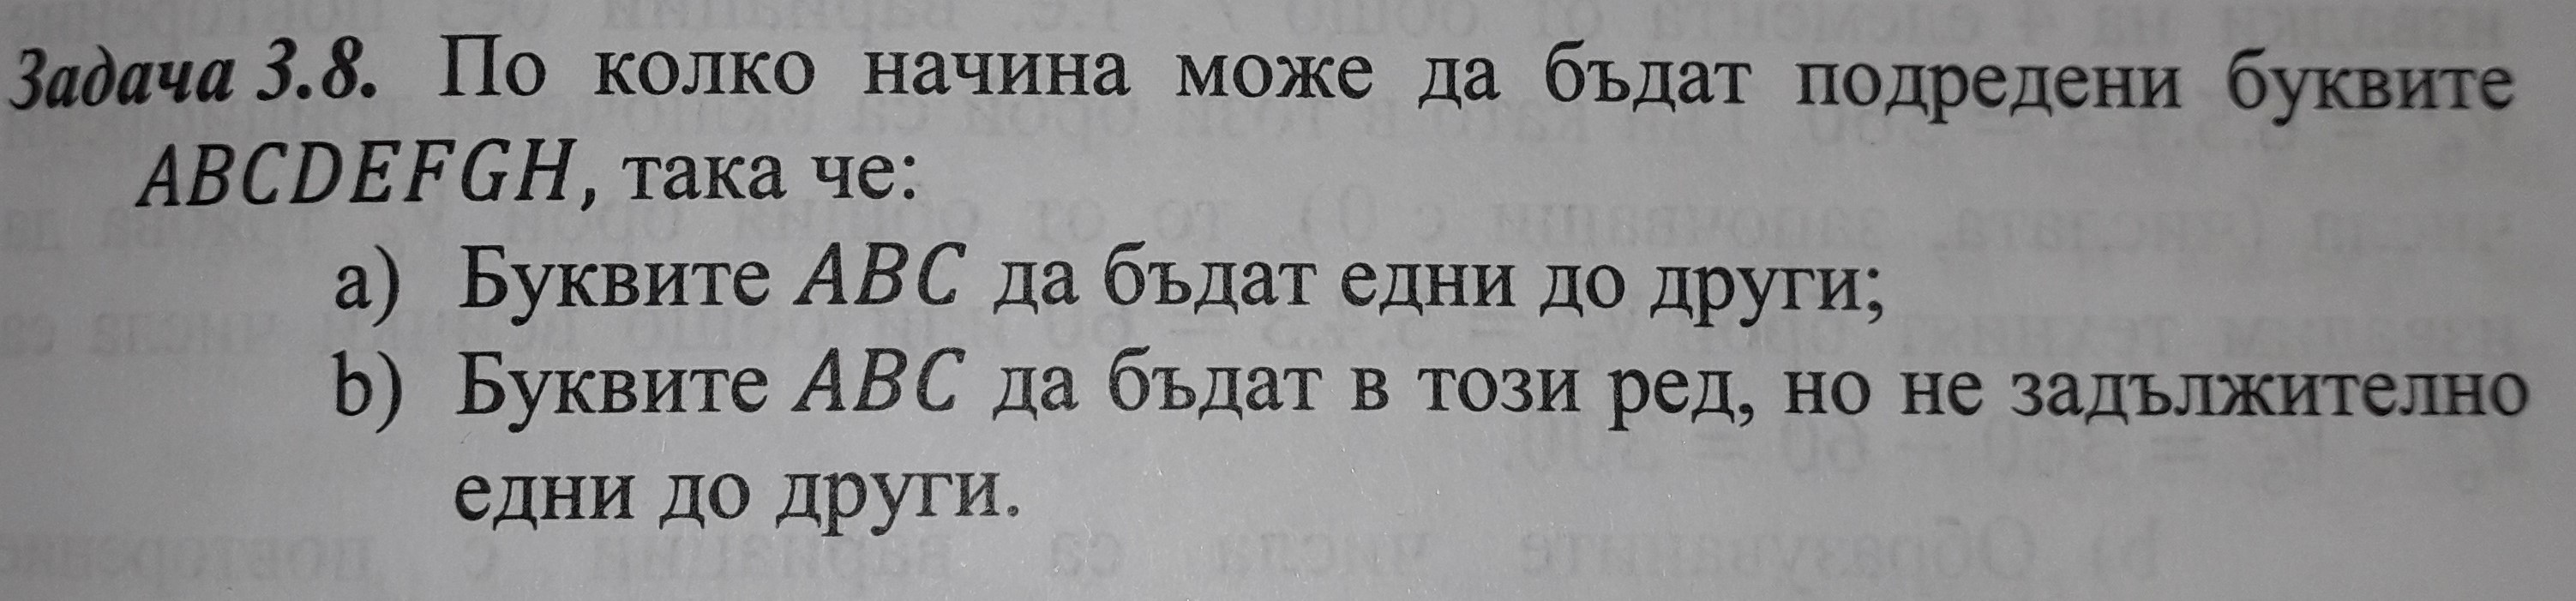 Задача 3.8. По колко начина може да бъдат подредени буквите
ABCDEFGH, така че:
a) Буквите ABC да бъдат едни до други;
b) Буквите ABC да бъдат в този ред, но не задължително
едни до други.